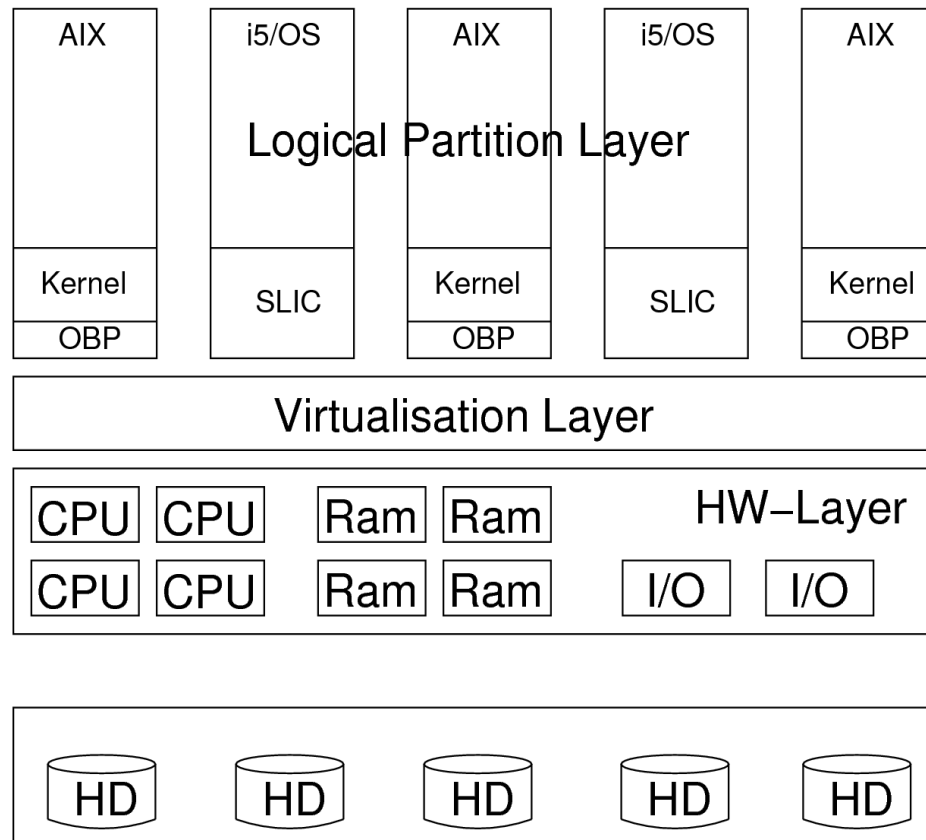 AIX i5/OS AIX i5/OS AIX
Logical Partition Layer
Kernel SLIC Kernel SLIC Kernel
OBP OBP OBP
Virtualisation Layer
CPU CPU Ram Ram HW–Layer
CPU CPU Ram Ram I/O I/O
HD HD HD HD HD